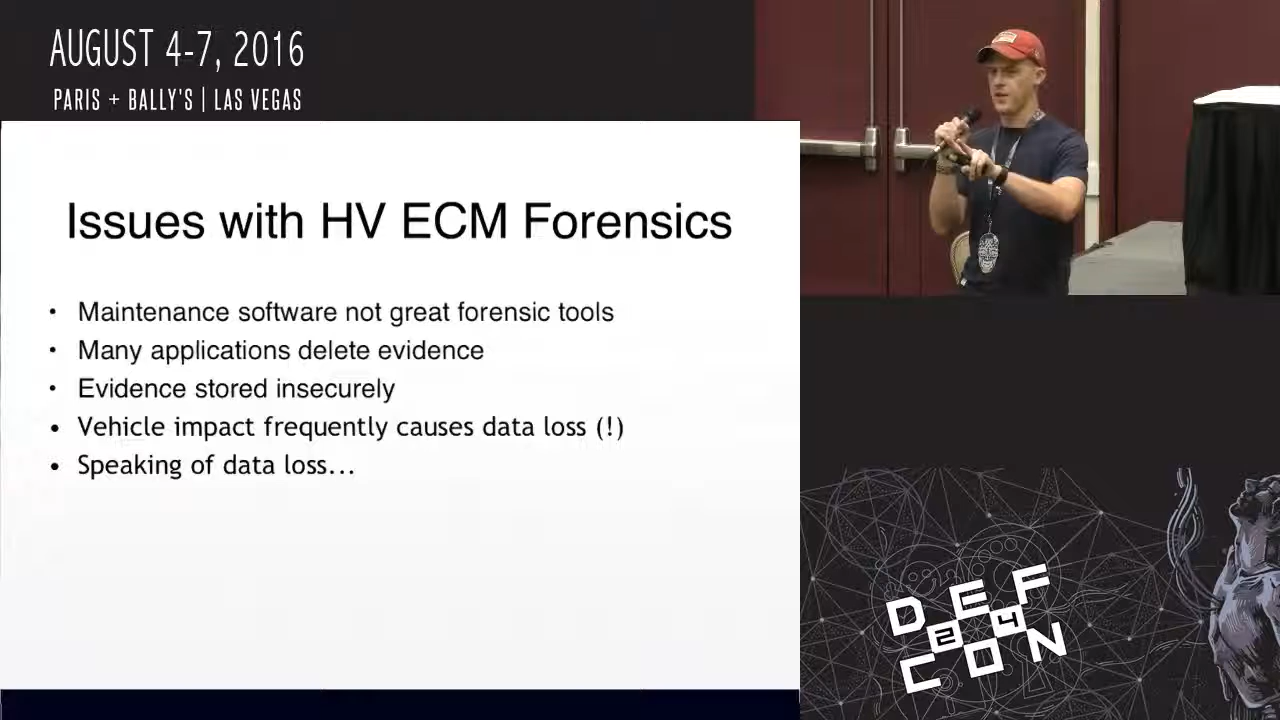 AUGUST 4-7, 2016
PARIS + BALLY'S | LAS VEGAS
Issues with HV ECM Forensics
• Maintenance software not great forensic tools
• Many applications delete evidence
• Evidence stored insecurely
• Vehicle impact frequently causes data loss (!)
• Speaking of data loss...
DEF
24
CON